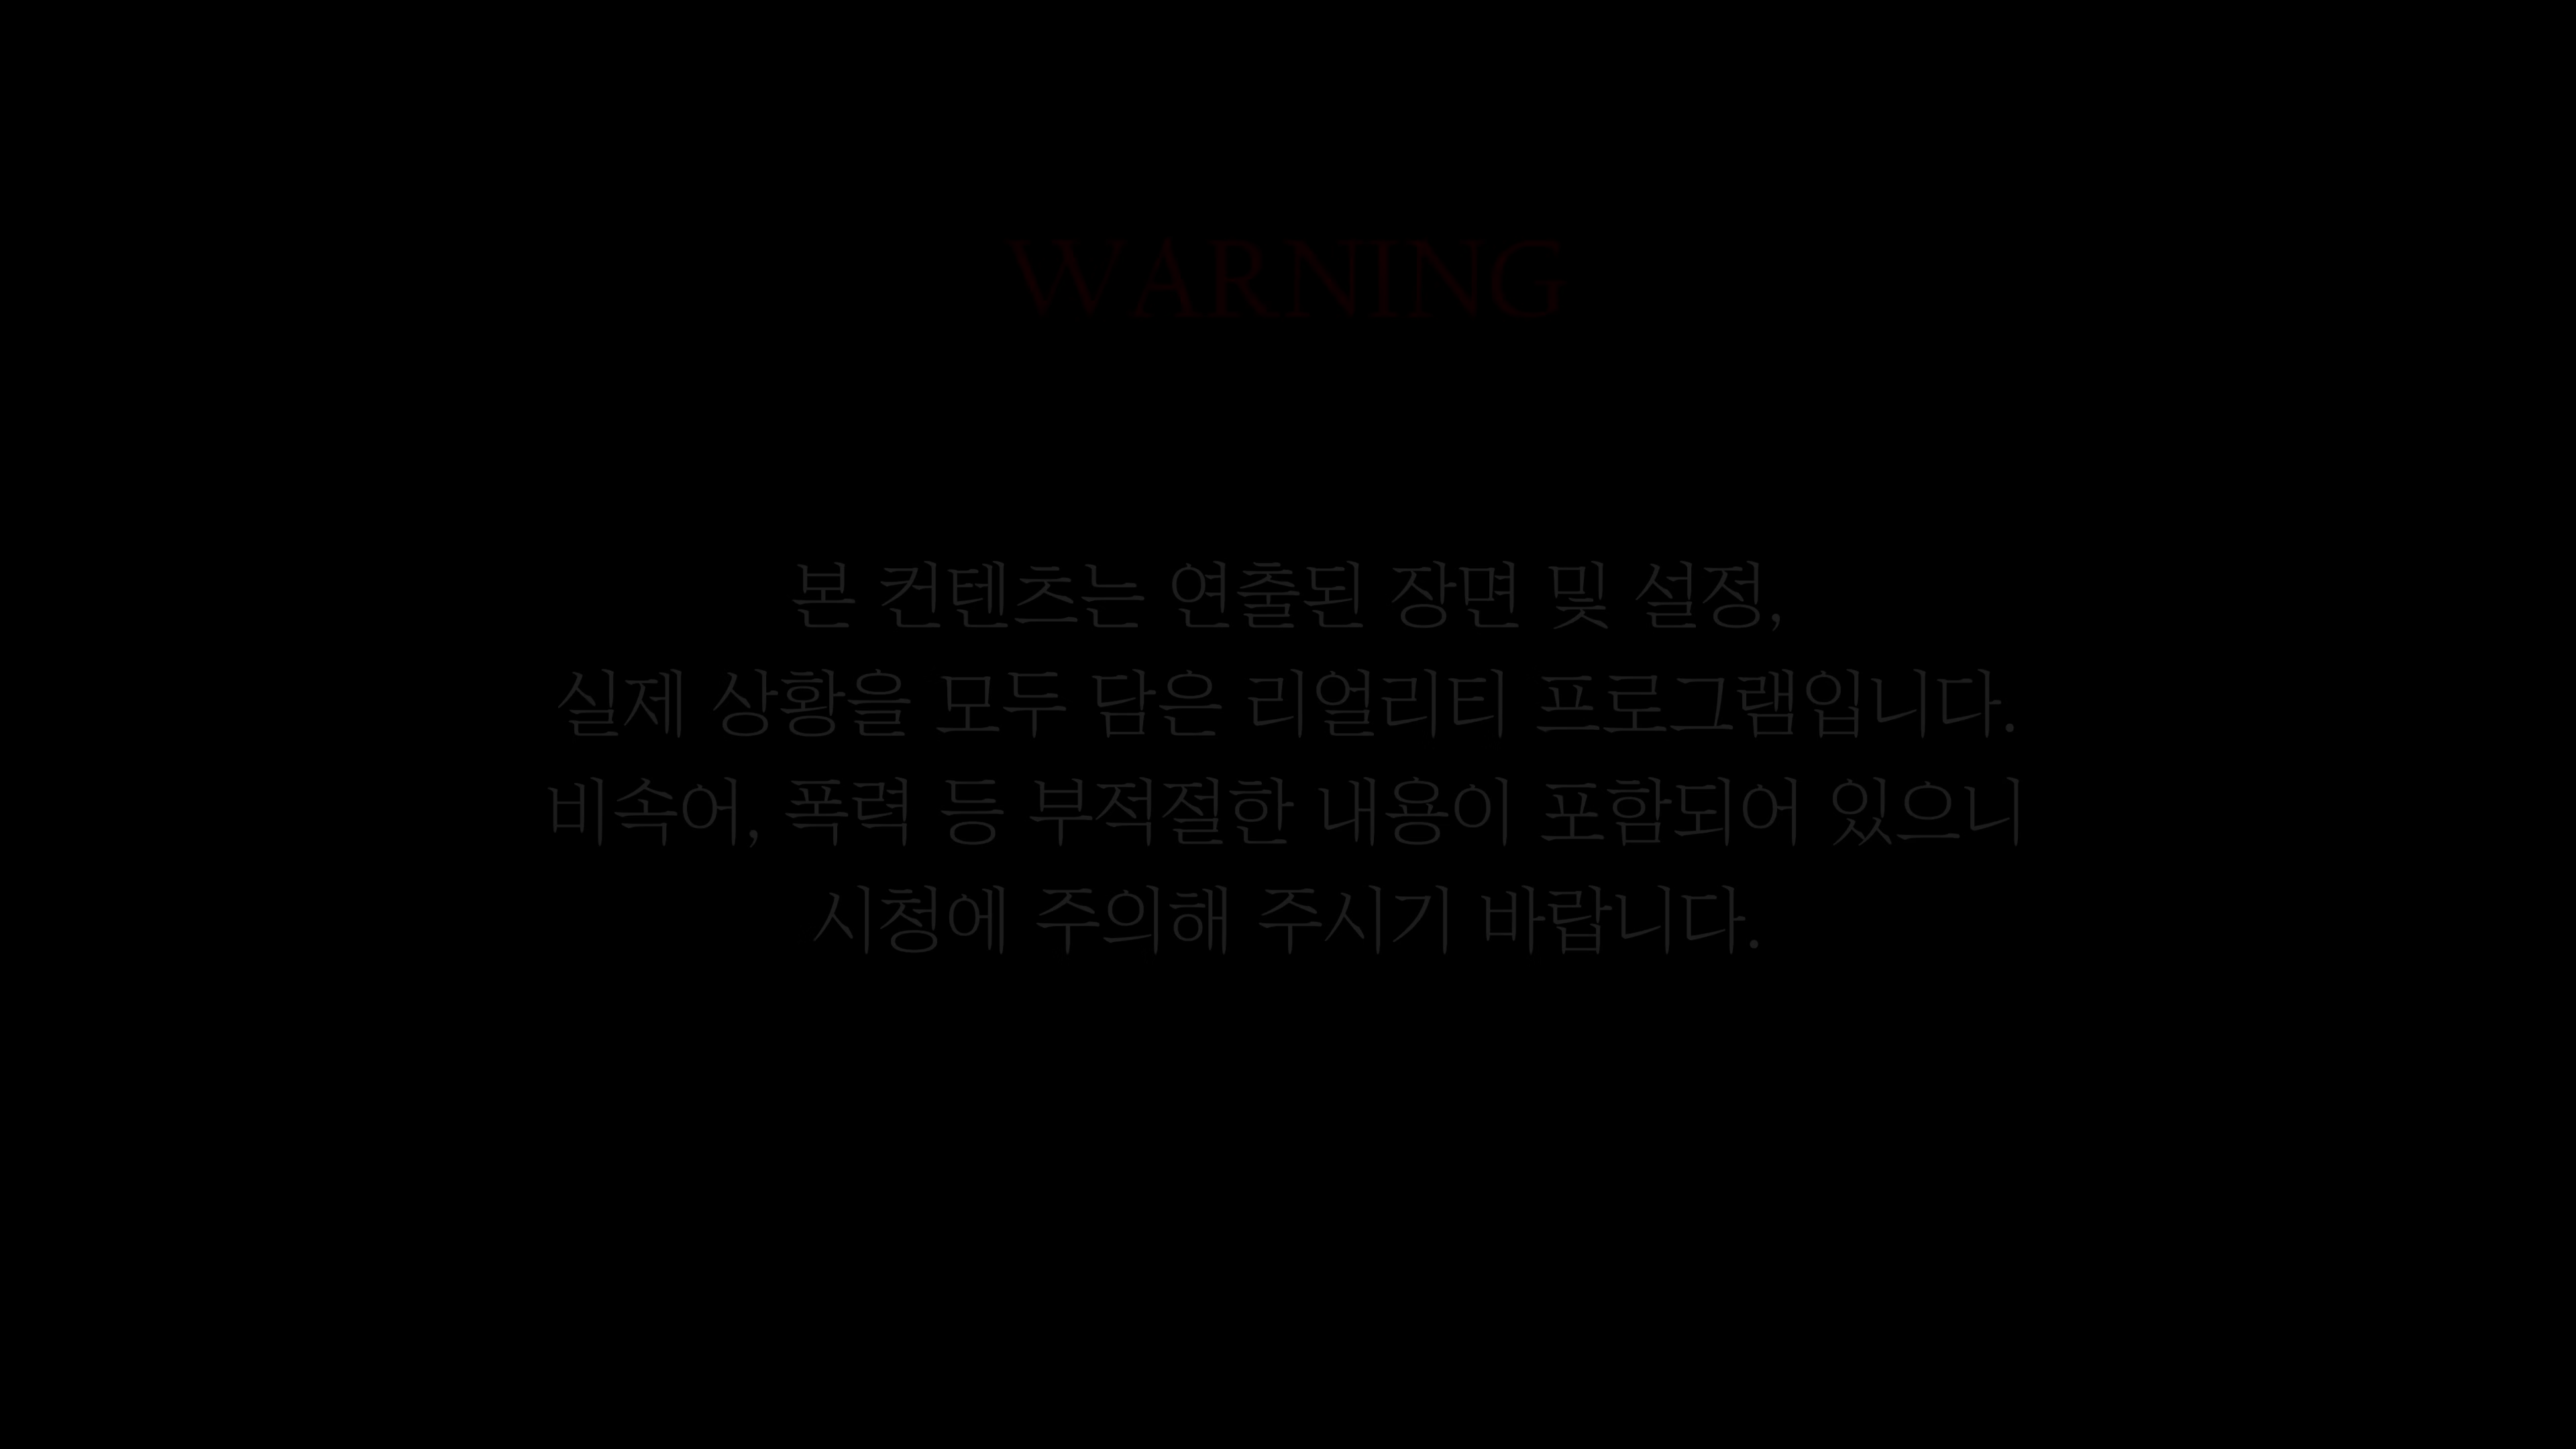 WARNING
본 컨텐츠는 연출된 장면 및 설정,
실제 상황을 모두 담은 리얼리티 프로그램입니다.
비속어, 폭력 등 부적절한 내용이 포함되어 있으니
시청에 주의해 주시기 바랍니다.